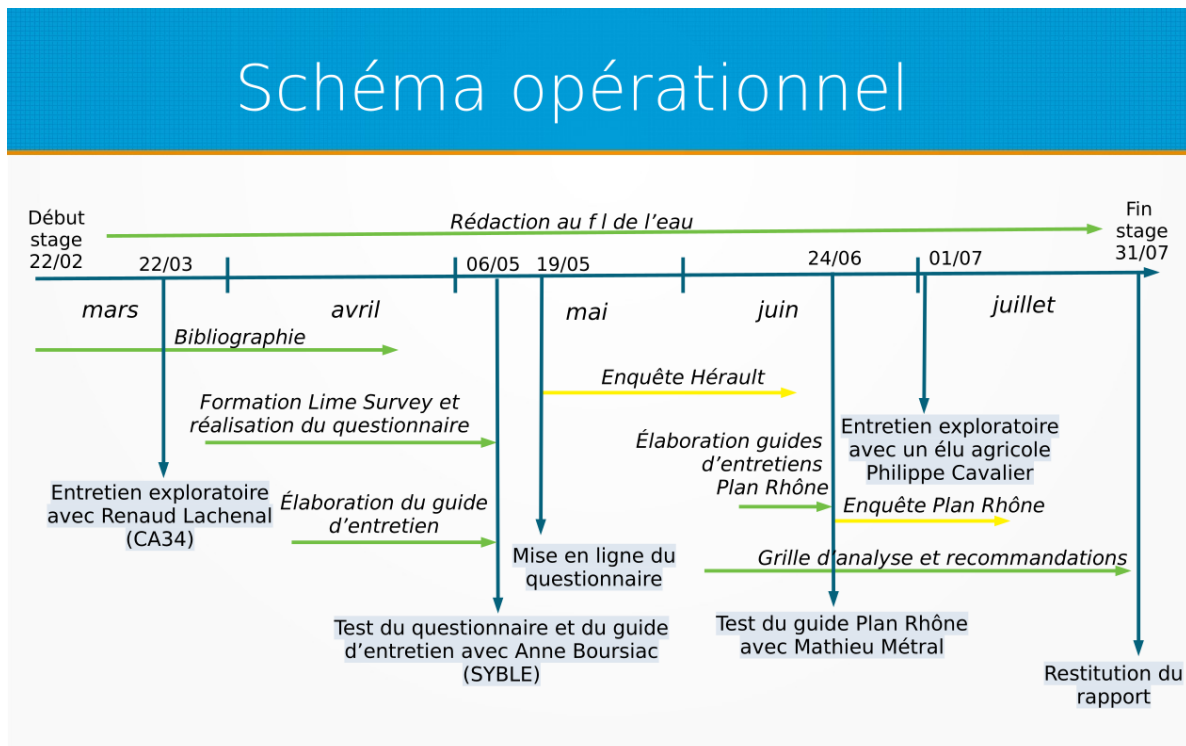 Schéma opérationnel
Début
stage
22/02
Rédaction au f l de l’eau
Fin
stage
31/07
22/03
06/05
19/05
24/06
01/07
mars
avril
mai
juin
juillet
Bibliographie
Enquête Hérault
Formation Lime Survey et
réalisation du questionnaire
Entretien exploratoire
avec un élu agricole
Philippe Cavalier
Élaboration guides
d’entretiens
Plan Rhône
Entretien exploratoire
avec Renaud Lachenal
(CA34)
Élaboration du guide
d’entretien
Enquête Plan Rhône
Mise en ligne du
questionnaire
Grille d’analyse et recommandations
Test du questionnaire et du guide
d’entretien avec Anne Boursiac
(SYBLE)
Test du guide Plan Rhône
avec Mathieu Métral
Restitution du
rapport